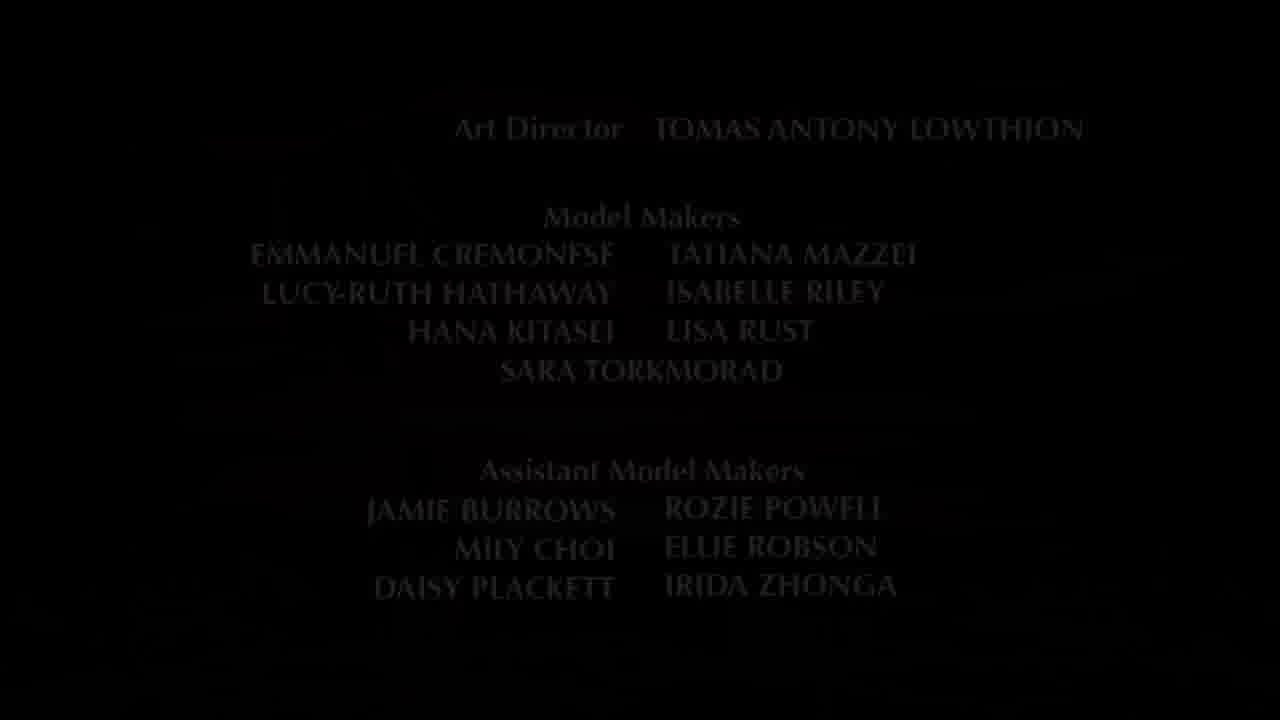 Art Director TOMAS ANTONY LOWTHION
Model Makers
EMMANUEL CREMONESE TATIANA MAZZEI
LUCY-RUTH HATHAWAY ISABELLE RILEY
HANA KITASEI LISA RUST
SARA TORKMORAD
Assistant Model Makers
JAMIE BURROWS ROZIE POWELL
MILY CHOI ELLIE ROBSON
DAISY PLACKETT IRIDA ZHONGA